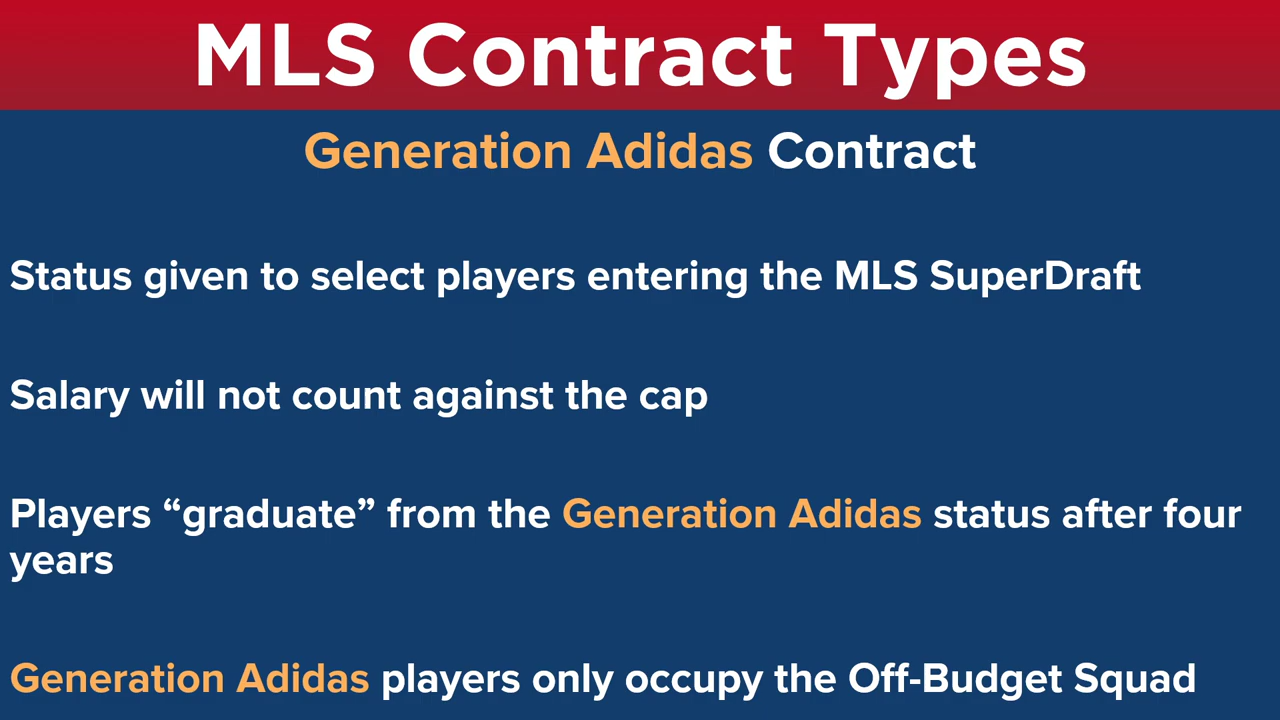 MLS Contract Types
Generation Adidas Contract
Status given to select players entering the MLS SuperDraft
Salary will not count against the cap
Players “graduate” from the Generation Adidas status after four
years
Generation Adidas players only occupy the Off-Budget Squad